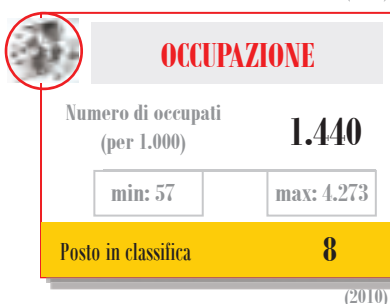 OCCUPAZIONE
Numero di occupati
(per 1.000)
1.440
min: 57
max: 4.273
Posto in classifica
8
(2010)